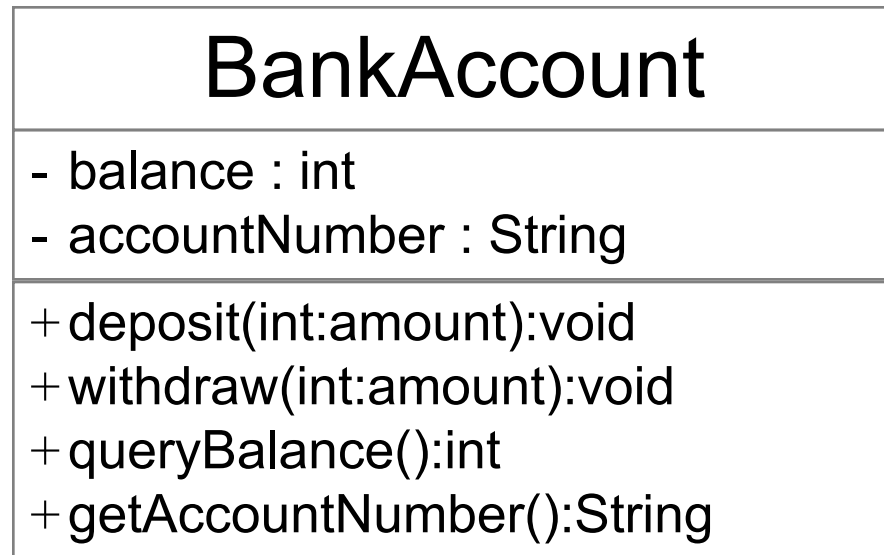 BankAccount
- balance : int
- accountNumber : String
+ deposit(int:amount):void
+ withdraw(int:amount):void
+ queryBalance():int
+ getAccountNumber():String